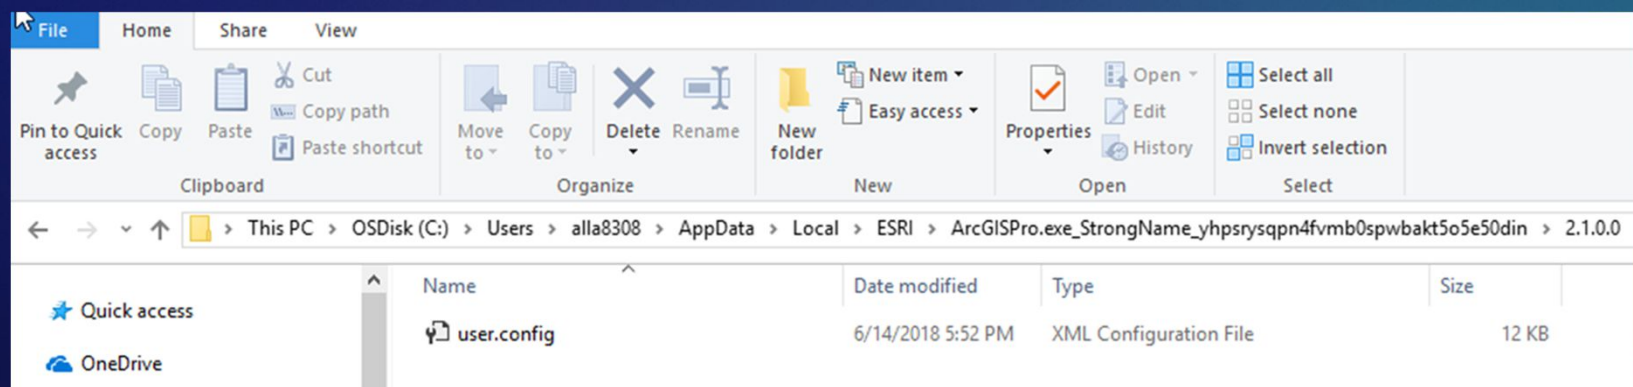 File Home Share View
Pin to Quick access
Copy
Paste
Cut
Copy path
Paste shortcut
Clipboard
Move to
Copy to
Delete
Rename
Organize
New folder
New item
Easy access
New
Properties
Open
Edit
History
Open
Select all
Select none
Invert selection
Select
This PC > OSDisk (C:) > Users > alla8308 > AppData > Local > ESRI > ArcGISPro.exe_StrongName_yhpsrysqpn4fvmb0spwbakt5o5e50din > 2.1.0.0
Name Date modified Type Size
Quick access
user.config 6/14/2018 5:52 PM XML Configuration File 12 KB
OneDrive